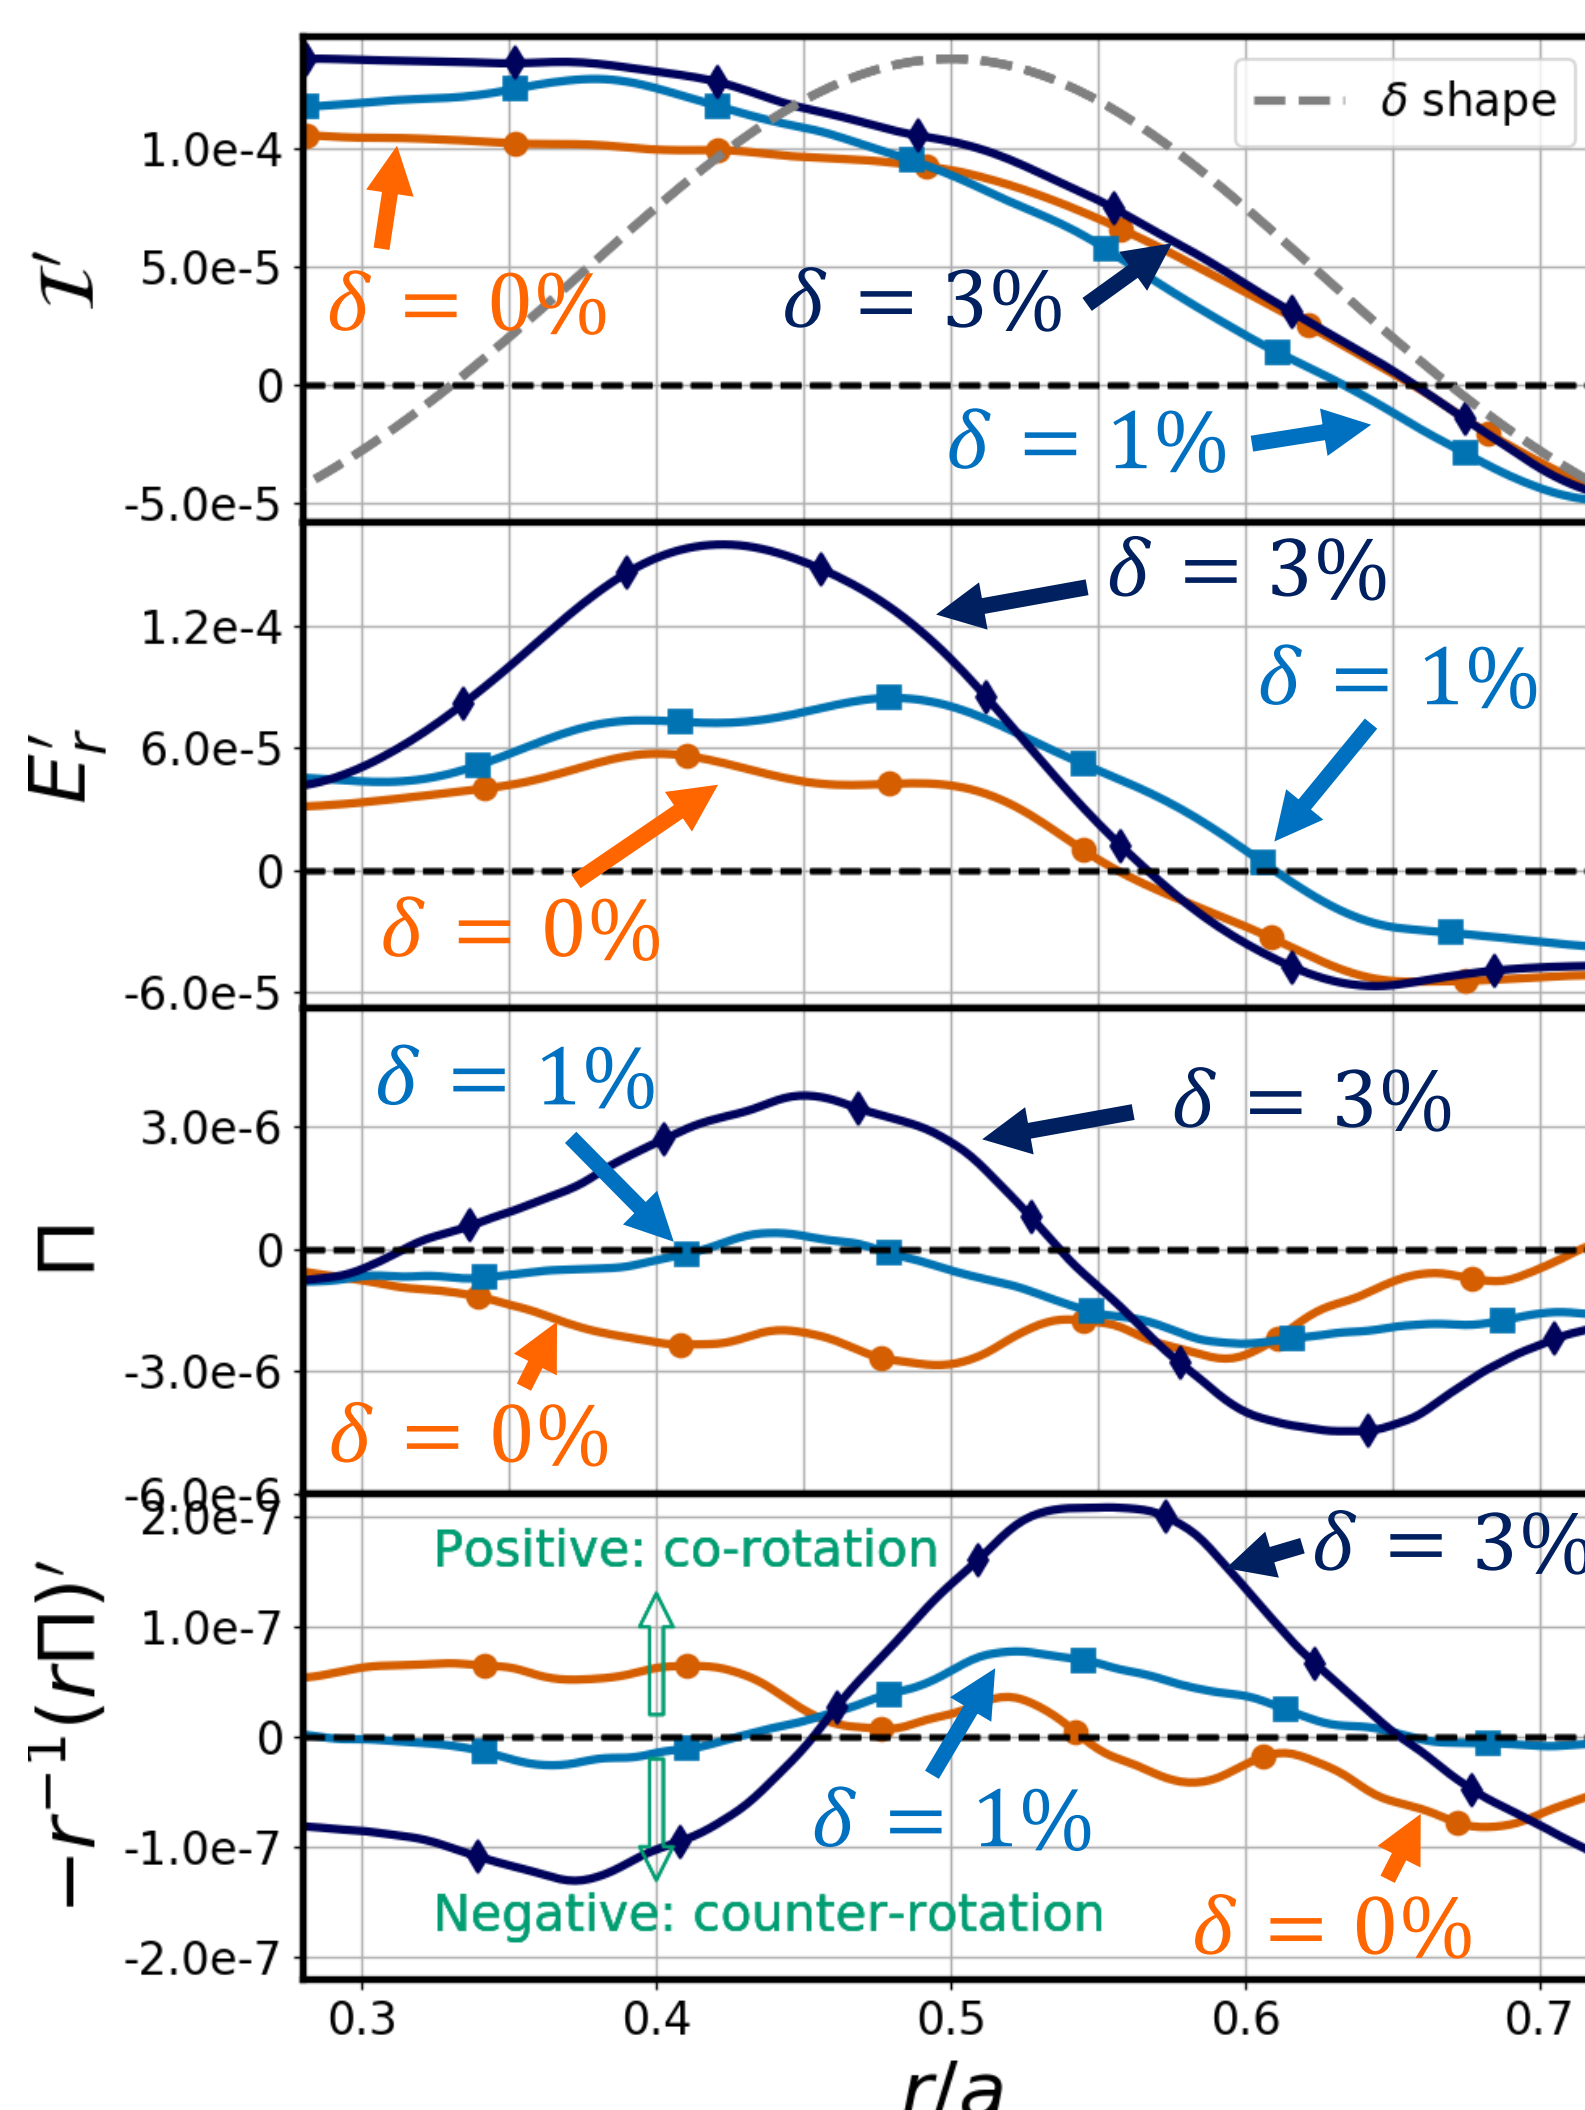 δ shape
1.0e-4
5.0e-5
0
-5.0e-5
𝓘′
δ = 0%
δ = 3%
δ = 1%
1.2e-4
6.0e-5
0
-6.0e-5
E′ᵣ
δ = 3%
δ = 1%
δ = 0%
3.0e-6
0
-3.0e-6
-6.0e-6
Π
δ = 1%
δ = 3%
δ = 0%
2.0e-7
1.0e-7
0
-1.0e-7
-2.0e-7
−r⁻¹(rΠ)′
Positive: co-rotation
δ = 3%
δ = 1%
Negative: counter-rotation
δ = 0%
0.3 0.4 0.5 0.6 0.7
r/a